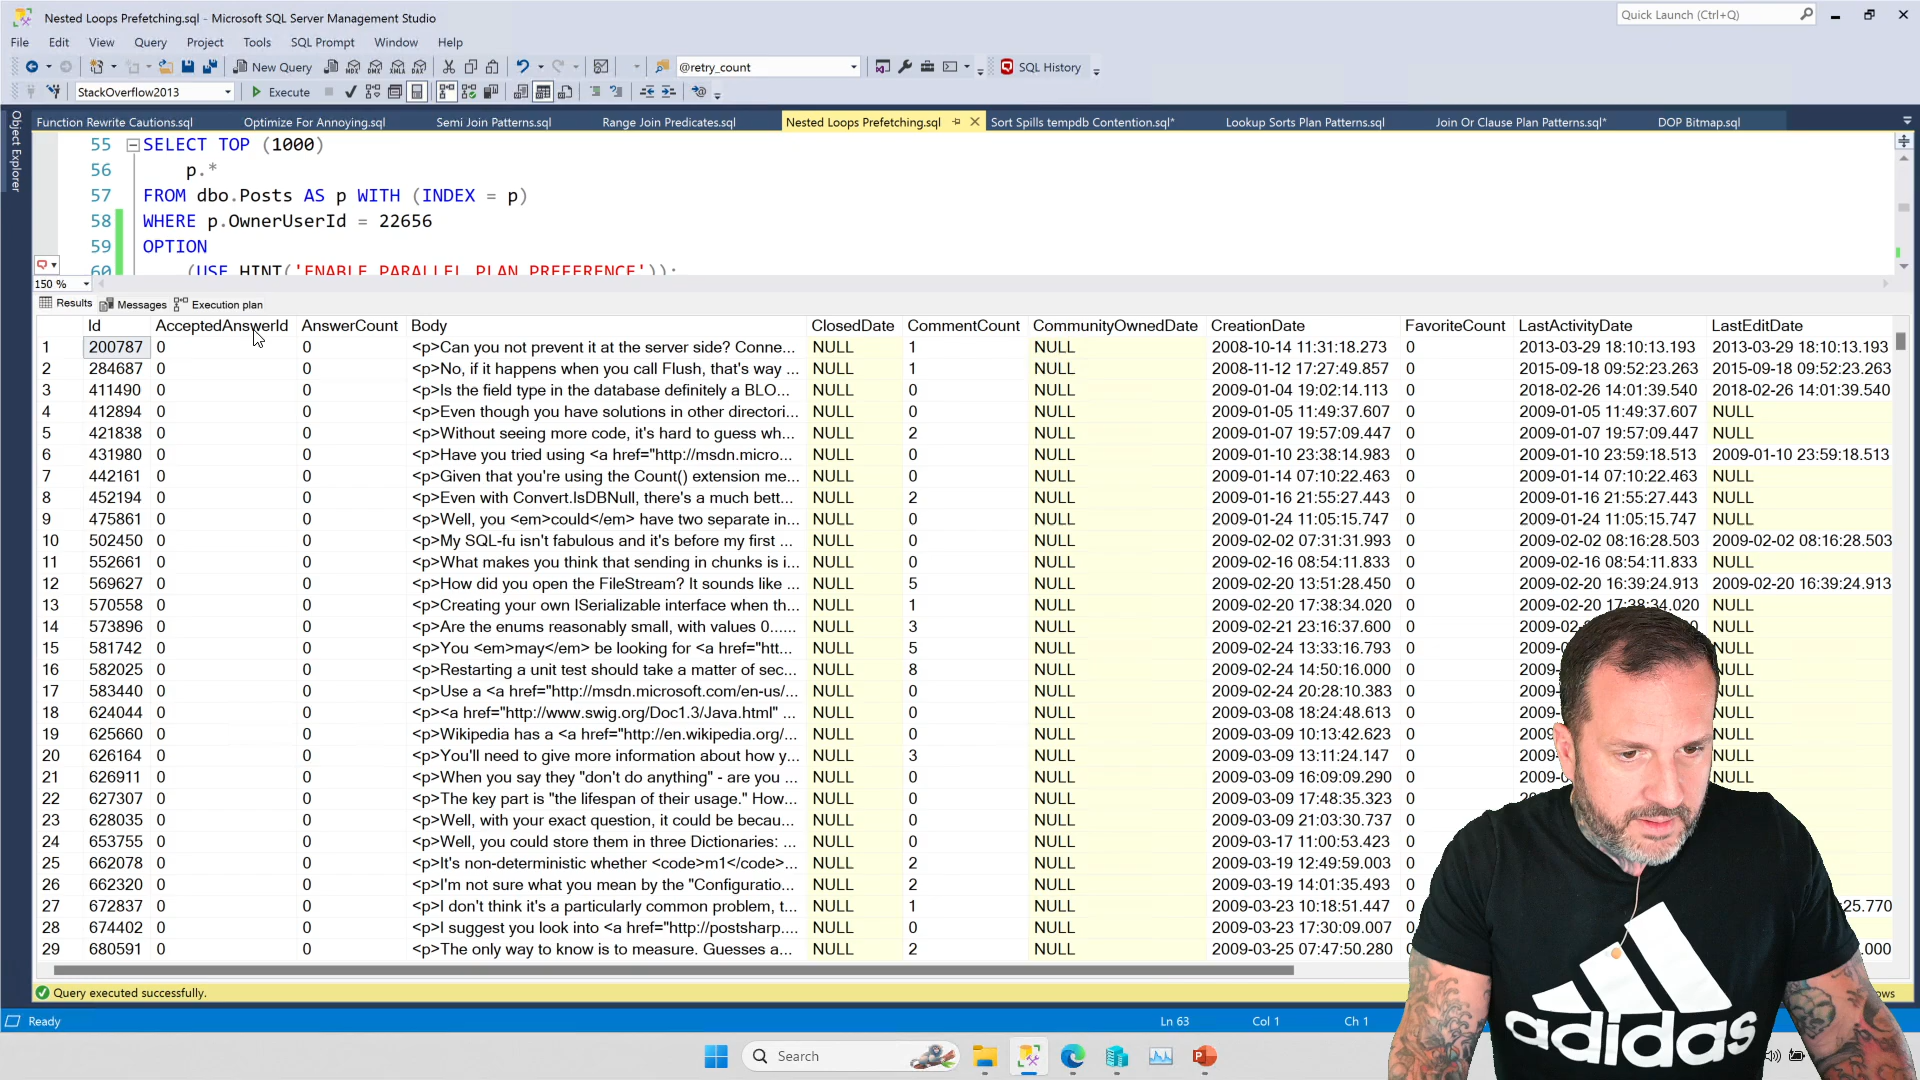 Nested Loops Prefetching.sql - Microsoft SQL Server Management Studio
Quick Launch (Ctrl+Q)
File Edit View Query Project Tools SQL Prompt Window Help
New Query @retry_count SQL History
StackOverflow2013 Execute
Object Explorer
Function Rewrite Cautions.sql Optimize For Annoying.sql Semi Join Patterns.sql Range Join Predicates.sql Nested Loops Prefetching.sql Sort Spills tempdb Contention.sql* Lookup Sorts Plan Patterns.sql Join Or Clause Plan Patterns.sql* DOP Bitmap.sql
55 SELECT TOP (1000)
56 p.*
57 FROM dbo.Posts AS p WITH (INDEX = p)
58 WHERE p.OwnerUserId = 22656
59 OPTION
60 (USE HINT('ENABLE_PARALLEL_PLAN_PREFERENCE'));
150 %
Results Messages Execution plan
Id AcceptedAnswerId AnswerCount Body ClosedDate CommentCount CommunityOwnedDate CreationDate FavoriteCount LastActivityDate LastEditDate
1 200787 0 0 <p>Can you not prevent it at the server side? Conne... NULL 1 NULL 2008-10-14 11:31:18.273 0 2013-03-29 18:10:13.193 2013-03-29 18:10:13.193
2 284687 0 0 <p>No, if it happens when you call Flush, that's way ... NULL 1 NULL 2008-11-12 17:27:49.857 0 2015-09-18 09:52:23.263 2015-09-18 09:52:23.263
3 411490 0 0 <p>Is the field type in the database definitely a BLO... NULL 0 NULL 2009-01-04 19:02:14.113 0 2018-02-26 14:01:39.540 2018-02-26 14:01:39.540
4 412894 0 0 <p>Even though you have solutions in other directori... NULL 0 NULL 2009-01-05 11:49:37.607 0 2009-01-05 11:49:37.607 NULL
5 421838 0 0 <p>Without seeing more code, it's hard to guess wh... NULL 2 NULL 2009-01-07 19:57:09.447 0 2009-01-07 19:57:09.447 NULL
6 431980 0 0 <p>Have you tried using <a href="http://msdn.micro... NULL 0 NULL 2009-01-10 23:38:14.983 0 2009-01-10 23:59:18.513 2009-01-10 23:59:18.513
7 442161 0 0 <p>Given that you're using the Count() extension me... NULL 0 NULL 2009-01-14 07:10:22.463 0 2009-01-14 07:10:22.463 NULL
8 452194 0 0 <p>Even with Convert.IsDBNull, there's a much bett... NULL 2 NULL 2009-01-16 21:55:27.443 0 2009-01-16 21:55:27.443 NULL
9 475861 0 0 <p>Well, you <em>could</em> have two separate in... NULL 0 NULL 2009-01-24 11:05:15.747 0 2009-01-24 11:05:15.747 NULL
10 502450 0 0 <p>My SQL-fu isn't fabulous and it's before my first ... NULL 0 NULL 2009-02-02 07:31:31.993 0 2009-02-02 08:16:28.503 2009-02-02 08:16:28.503
11 552661 0 0 <p>What makes you think that sending in chunks is i... NULL 0 NULL 2009-02-16 08:54:11.833 0 2009-02-16 08:54:11.833 NULL
12 569627 0 0 <p>How did you open the FileStream? It sounds like ... NULL 5 NULL 2009-02-20 13:51:28.450 0 2009-02-20 16:39:24.913 2009-02-20 16:39:24.913
13 570558 0 0 <p>Creating your own ISerializable interface when th... NULL 1 NULL 2009-02-20 17:38:34.020 0 2009-02-20 17:38:34.020 NULL
14 573896 0 0 <p>Are the enums reasonably small, with values 0...... NULL 3 NULL 2009-02-21 23:16:37.600 0 2009-02 NULL
15 581742 0 0 <p>You <em>may</em> be looking for <a href="htt... NULL 5 NULL 2009-02-24 13:33:16.793 0 2009- NULL
16 582025 0 0 <p>Restarting a unit test should take a matter of sec... NULL 8 NULL 2009-02-24 14:50:16.000 0 2009- NULL
17 583440 0 0 <p>Use a <a href="http://msdn.microsoft.com/en-us/... NULL 0 NULL 2009-02-24 20:28:10.383 0 2009- NULL
18 624044 0 0 <p><a href="http://www.swig.org/Doc1.3/Java.html" ... NULL 0 NULL 2009-03-08 18:24:48.613 0 2009- NULL
19 625660 0 0 <p>Wikipedia has a <a href="http://en.wikipedia.org/... NULL 0 NULL 2009-03-09 10:13:42.623 0 2009 NULL
20 626164 0 0 <p>You'll need to give more information about how y... NULL 3 NULL 2009-03-09 13:11:24.147 0 2009- NULL
21 626911 0 0 <p>When you say they "don't do anything" - are you ... NULL 0 NULL 2009-03-09 16:09:09.290 0 2009- NULL
22 627307 0 0 <p>The key part is "the lifespan of their usage." How... NULL 0 NULL 2009-03-09 17:48:35.323 0 NULL
23 628035 0 0 <p>Well, with your exact question, it could be becau... NULL 0 NULL 2009-03-09 21:03:30.737 0 NULL
24 653755 0 0 <p>Well, you could store them in three Dictionaries: ... NULL 0 NULL 2009-03-17 11:00:53.423 0
25 662078 0 0 <p>It's non-deterministic whether <code>m1</code>... NULL 2 NULL 2009-03-19 12:49:59.003 0
26 662320 0 0 <p>I'm not sure what you mean by the "Configuratio... NULL 2 NULL 2009-03-19 14:01:35.493 0
27 672837 0 0 <p>I don't think it's a particularly common problem, t... NULL 1 NULL 2009-03-23 10:18:51.447 0 25.770
28 674402 0 0 <p>I suggest you look into <a href="http://postsharp.... NULL 0 NULL 2009-03-23 17:30:09.007 0
29 680591 0 0 <p>The only way to know is to measure. Guesses a... NULL 2 NULL 2009-03-25 07:47:50.280 0 .000
Query executed successfully.
Ready Ln 63 Col 1 Ch 1
Search
adidas